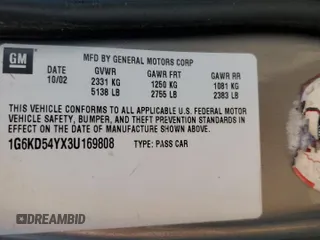 GM
MFD BY GENERAL MOTORS CORP
DATE GVWR GAWR FRT GAWR RR
10/02 2331 KG 1250 KG 1081 KG
5138 LB 2755 LB 2383 LB
THIS VEHICLE CONFORMS TO ALL APPLICABLE U.S. FEDERAL MOTOR
VEHICLE SAFETY, BUMPER, AND THEFT PREVENTION STANDARDS IN
EFFECT ON THE DATE OF MANUFACTURE SHOWN ABOVE.
1G6KD54YX3U169808 TYPE: PASS CAR
DREAMBID